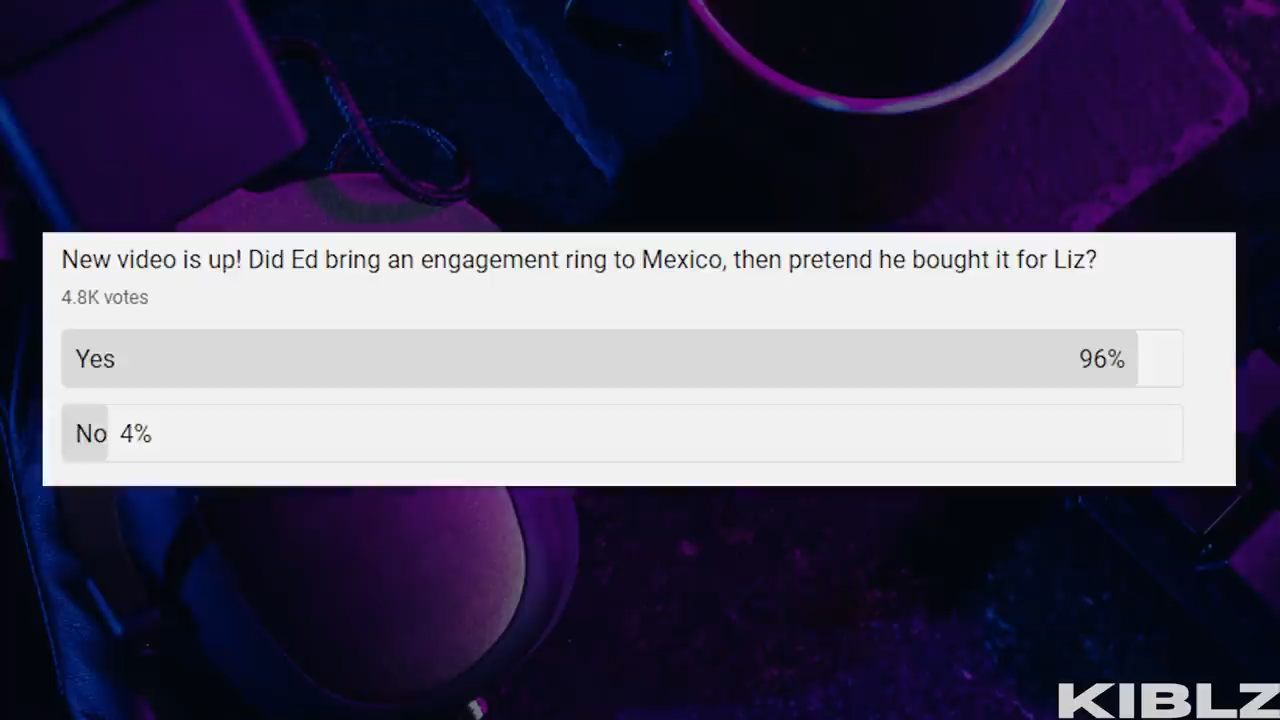 New video is up! Did Ed bring an engagement ring to Mexico, then pretend he bought it for Liz?
4.8K votes
Yes 96%
No 4%
KIBLZ